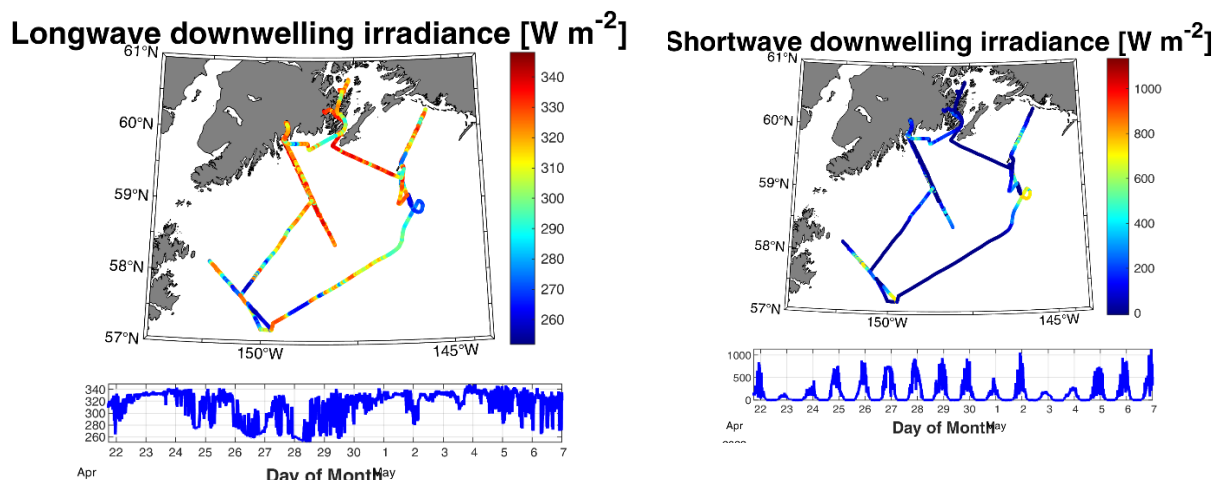 Longwave downwelling irradiance [W m-2]
61°N
60°N
59°N
58°N
57°N
150°W
145°W
340
330
320
310
300
290
280
270
260
340
320
300
280
260
22 23 24 25 26 27 28 29 30 1 2 3 4 5 6 7
Apr
May
Day of Month
Shortwave downwelling irradiance [W m-2]
61°N
60°N
59°N
58°N
57°N
150°W
145°W
1000
800
600
400
200
0
1000
500
0
22 23 24 25 26 27 28 29 30 1 2 3 4 5 6 7
Apr
May
Day of Month